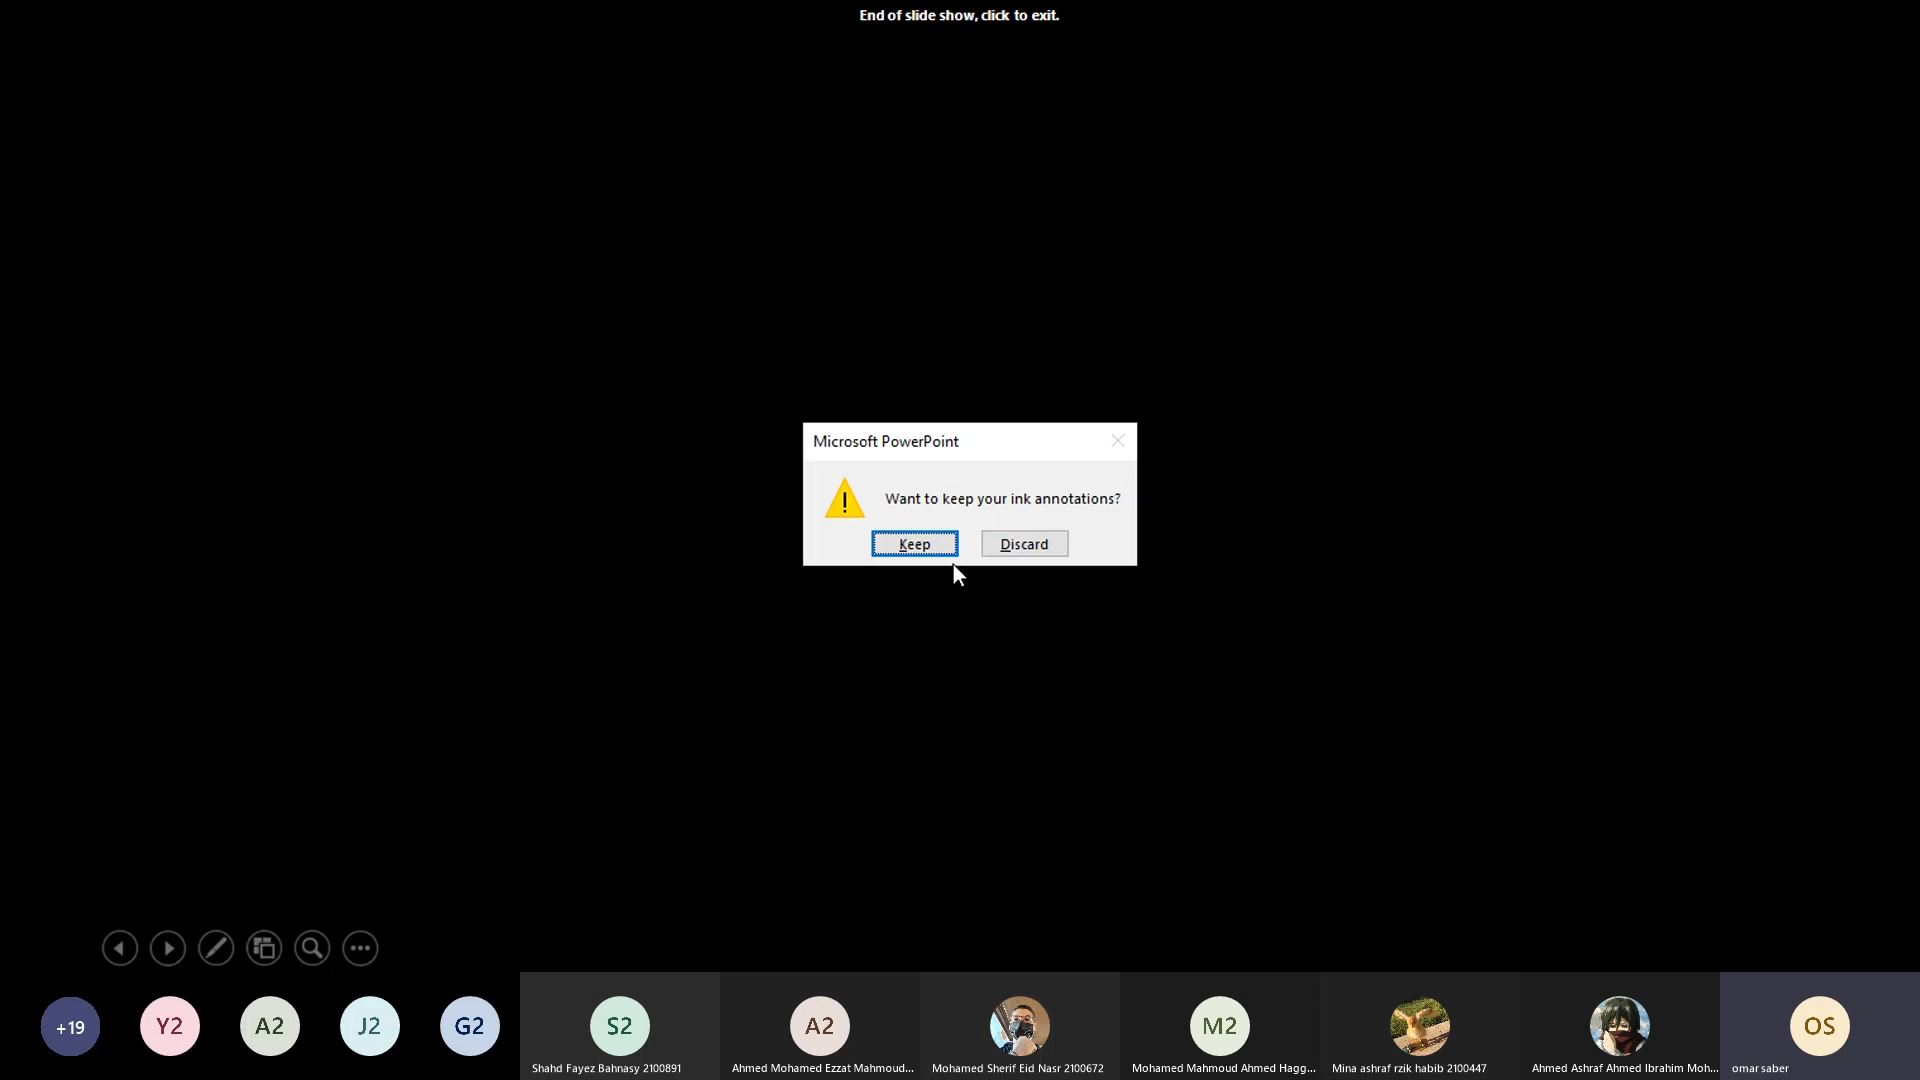 End of slide show, click to exit.
Microsoft PowerPoint
!
Want to keep your ink annotations?
Keep
Discard
+19
Y2
A2
J2
G2
S2
A2
M2
OS
Shahd Fayez Bahnasy 2100891
Ahmed Mohamed Ezzat Mahmoud...
Mohamed Sherif Eid Nasr 2100672
Mohamed Mahmoud Ahmed Hagg...
Mina ashraf rzik habib 2100447
Ahmed Ashraf Ahmed Ibrahim Moh...
omar saber